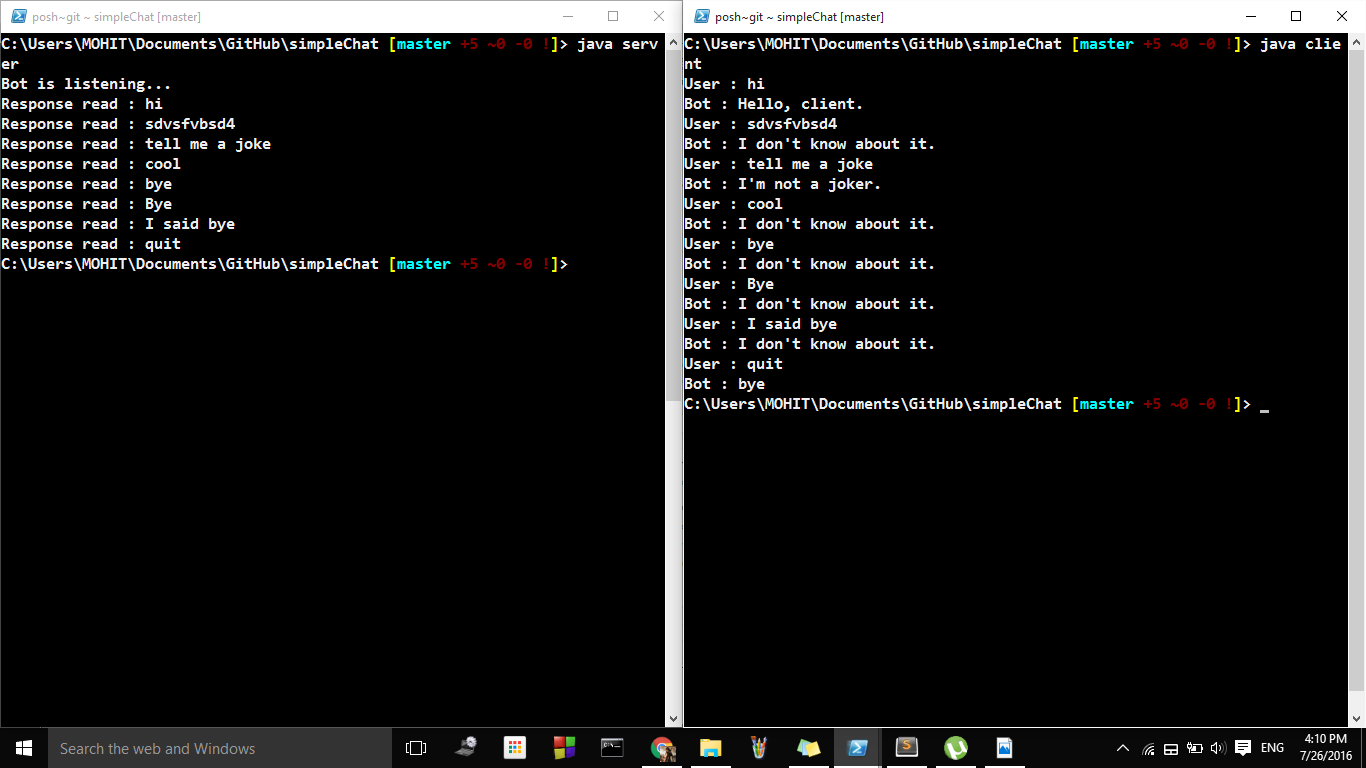 posh~git ~ simpleChat [master]
C:\Users\MOHIT\Documents\GitHub\simpleChat [master +5 ~0 -0 !]> java serv
er
Bot is listening...
Response read : hi
Response read : sdvsfvbsd4
Response read : tell me a joke
Response read : cool
Response read : bye
Response read : Bye
Response read : I said bye
Response read : quit
C:\Users\MOHIT\Documents\GitHub\simpleChat [master +5 ~0 -0 !]>
posh~git ~ simpleChat [master]
C:\Users\MOHIT\Documents\GitHub\simpleChat [master +5 ~0 -0 !]> java clie
nt
User : hi
Bot : Hello, client.
User : sdvsfvbsd4
Bot : I don't know about it.
User : tell me a joke
Bot : I'm not a joker.
User : cool
Bot : I don't know about it.
User : bye
Bot : I don't know about it.
User : Bye
Bot : I don't know about it.
User : I said bye
Bot : I don't know about it.
User : quit
Bot : bye
C:\Users\MOHIT\Documents\GitHub\simpleChat [master +5 ~0 -0 !]> _
Search the web and Windows
ENG
4:10 PM
7/26/2016